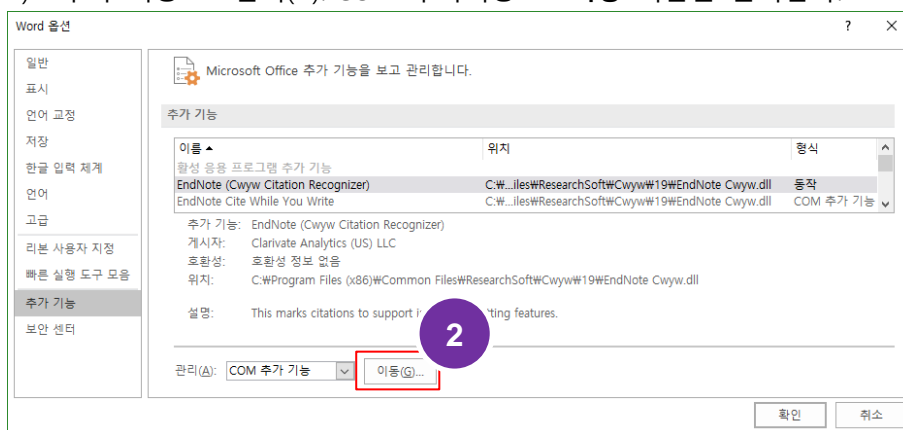 Word 옵션 ? ×
일반
표시
언어 교정
저장
한글 입력 체계
언어
고급
리본 사용자 지정
빠른 실행 도구 모음
추가 기능
보안 센터
Microsoft Office 추가 기능을 보고 관리합니다.
추가 기능
이름 ▲ 위치 형식
활성 응용 프로그램 추가 기능
EndNote (Cwyw Citation Recognizer) C:₩...iles₩ResearchSoft₩Cwyw₩19₩EndNote Cwyw.dll 동작
EndNote Cite While You Write C:₩...iles₩ResearchSoft₩Cwyw₩19₩EndNote Cwyw.dll COM 추가 기능
추가 기능: EndNote (Cwyw Citation Recognizer)
게시자: Clarivate Analytics (US) LLC
호환성: 호환성 정보 없음
위치: C:₩Program Files (x86)₩Common Files₩ResearchSoft₩Cwyw₩19₩EndNote Cwyw.dll
설명: This marks citations to support features.
2
관리(A): COM 추가 기능 이동(G)...
확인 취소